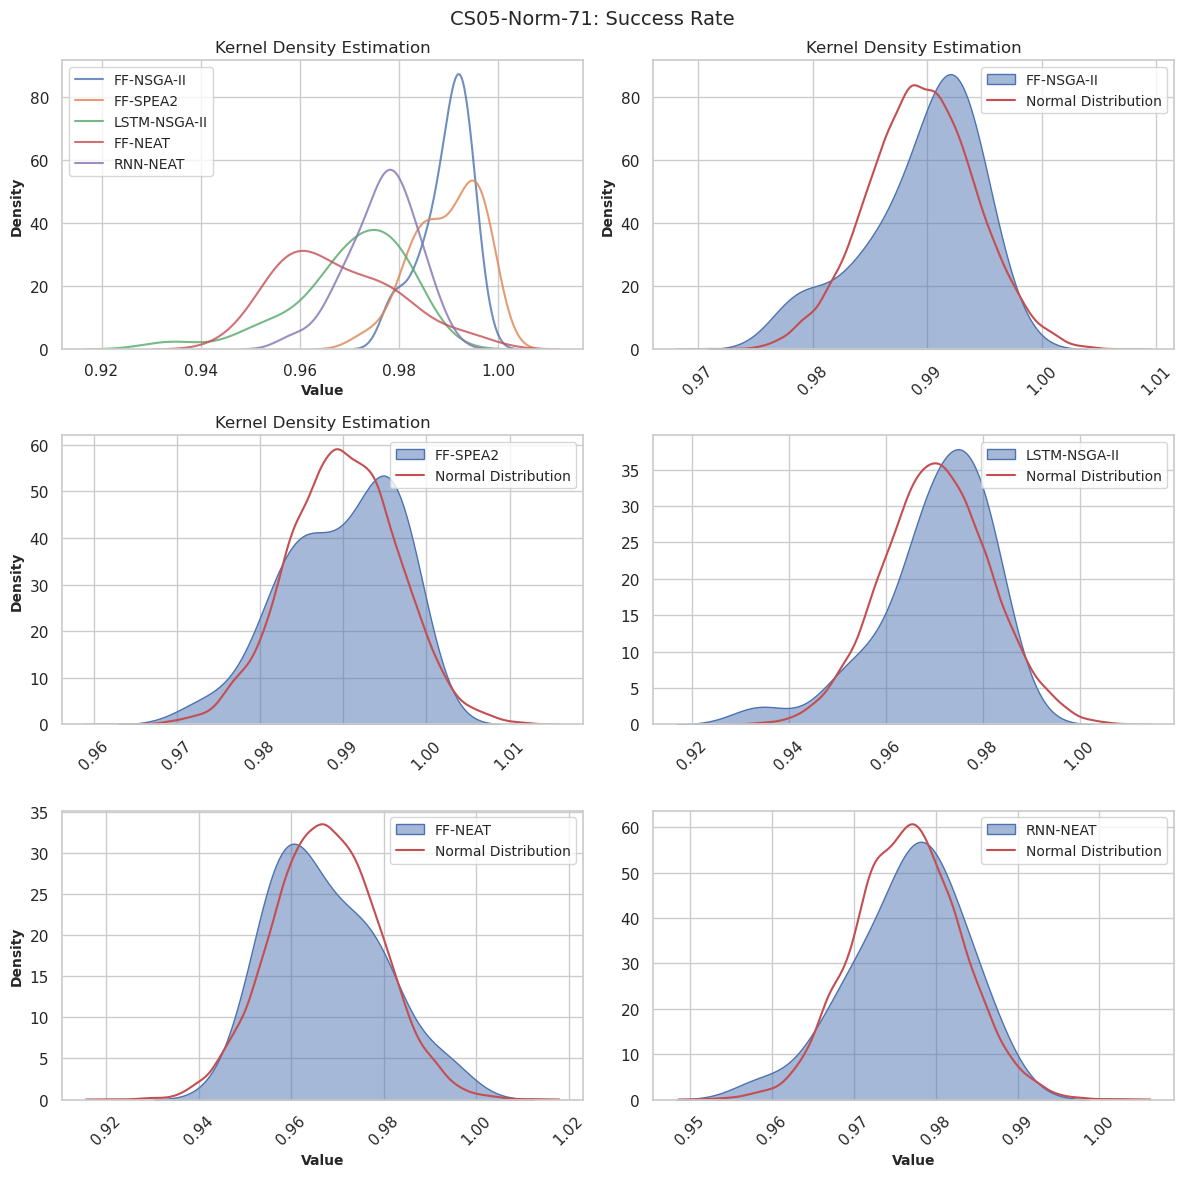 CS05-Norm-71: Success Rate
Kernel Density Estimation
FF-NSGA-II
FF-SPEA2
LSTM-NSGA-II
FF-NEAT
RNN-NEAT
Density
80
60
40
20
0
0.92 0.94 0.96 0.98 1.00
Value
Kernel Density Estimation
FF-NSGA-II
Normal Distribution
Density
80
60
40
20
0
0.97 0.98 0.99 1.00 1.01
Kernel Density Estimation
FF-SPEA2
Normal Distribution
Density
60
50
40
30
20
10
0
0.96 0.97 0.98 0.99 1.00 1.01
LSTM-NSGA-II
Normal Distribution
35
30
25
20
15
10
5
0
0.92 0.94 0.96 0.98 1.00
FF-NEAT
Normal Distribution
Density
35
30
25
20
15
10
5
0
0.92 0.94 0.96 0.98 1.00 1.02
Value
RNN-NEAT
Normal Distribution
60
50
40
30
20
10
0
0.95 0.96 0.97 0.98 0.99 1.00
Value